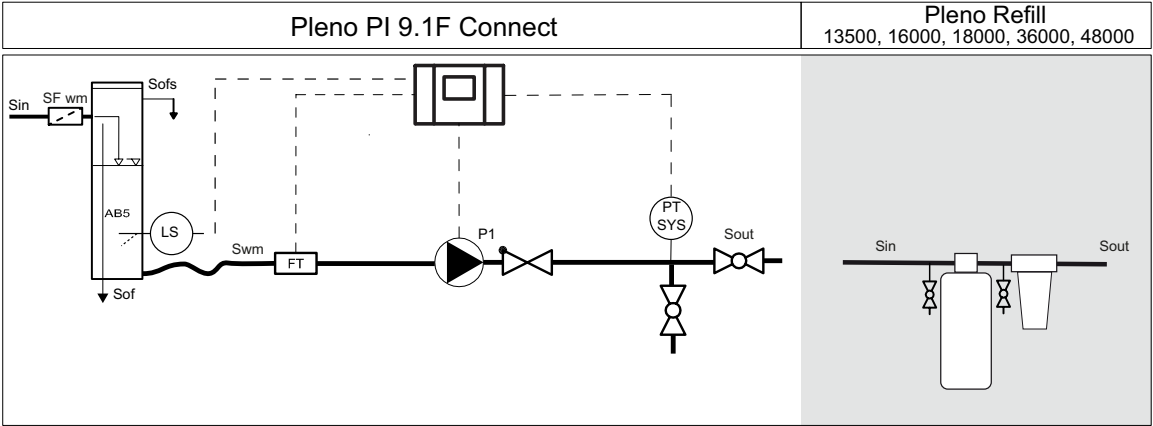 Pleno PI 9.1F Connect
Pleno Refill
13500, 16000, 18000, 36000, 48000
Sin
SF wm
Sofs
AB5
LS
Sof
Swm
FT
P1
PT
SYS
Sout
Sin
Sout